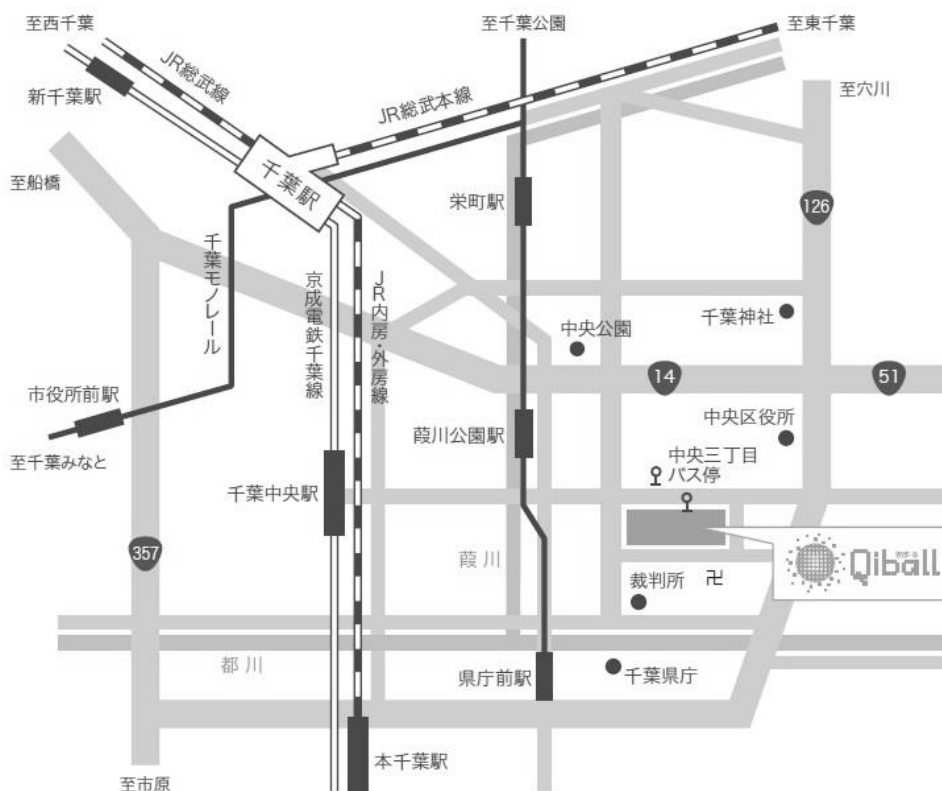 至西千葉
至千葉公園
至東千葉
JR総武線
新千葉駅
JR総武本線
至穴川
千葉駅
至船橋
栄町駅
126
千葉モノレール
京成電鉄千葉線
JR内房・外房線
千葉神社
中央公園
14
51
市役所前駅
中央区役所
葭川公園駅
至千葉みなと
中央三丁目
バス停
千葉中央駅
357
葭川
きぼーる
Qiball
裁判所
卍
都川
県庁前駅
千葉県庁
本千葉駅
至市原